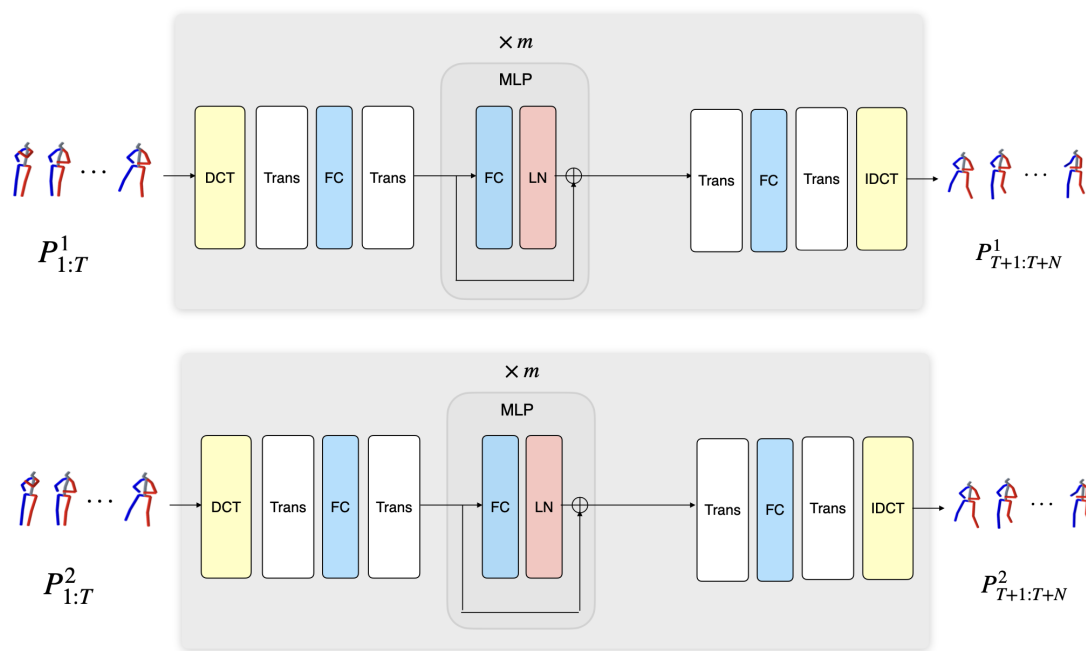 × m
MLP
DCT Trans FC Trans FC LN Trans FC Trans IDCT
...
...
P^1_{1:T}
P^1_{T+1:T+N}
× m
MLP
DCT Trans FC Trans FC LN Trans FC Trans IDCT
...
...
P^2_{1:T}
P^2_{T+1:T+N}